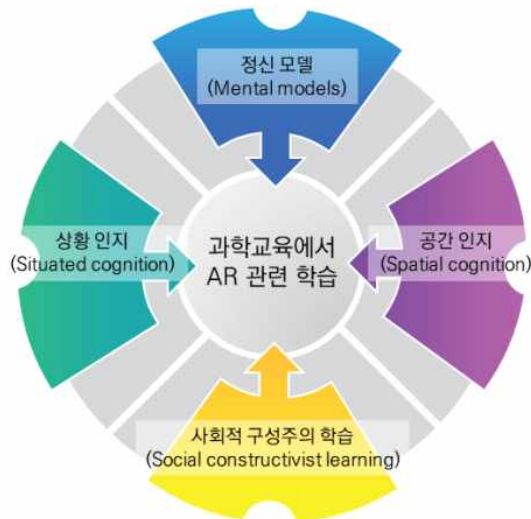 정신 모델
(Mental models)
상황 인지
(Situated cognition)
과학교육에서
AR 관련 학습
공간 인지
(Spatial cognition)
사회적 구성주의 학습
(Social constructivist learning)